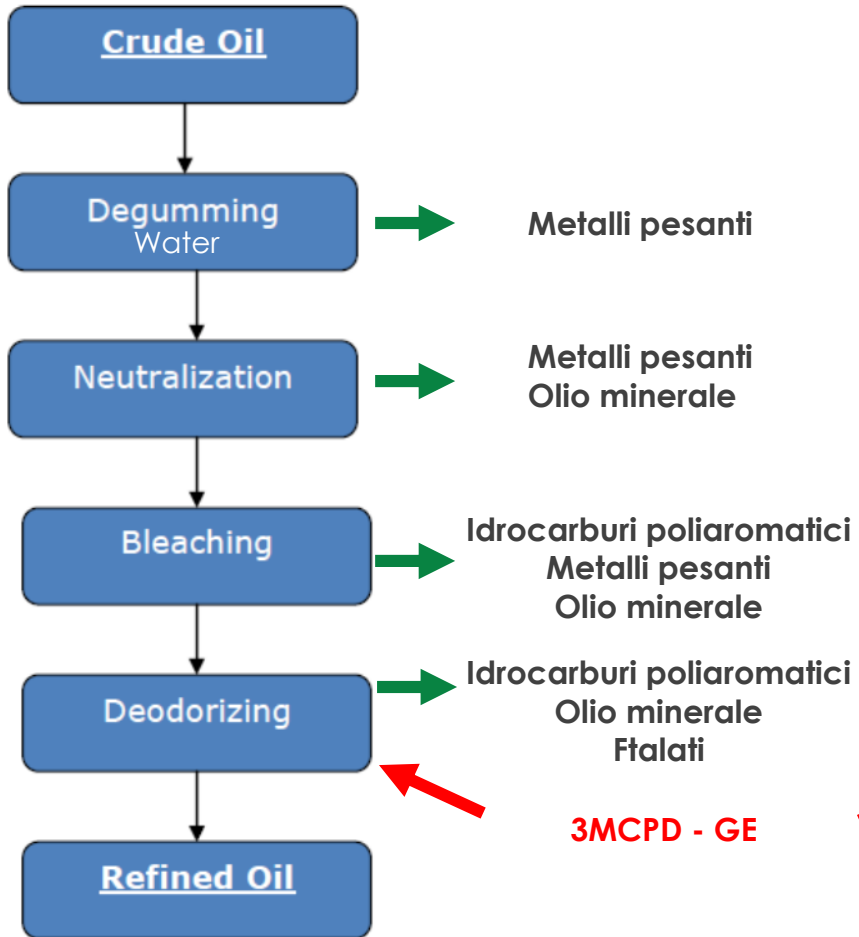 Crude Oil
Degumming
Water
Metalli pesanti
Neutralization
Metalli pesanti
Olio minerale
Bleaching
Idrocarburi poliaromatici
Metalli pesanti
Olio minerale
Deodorizing
Idrocarburi poliaromatici
Olio minerale
Ftalati
3MCPD - GE
Refined Oil